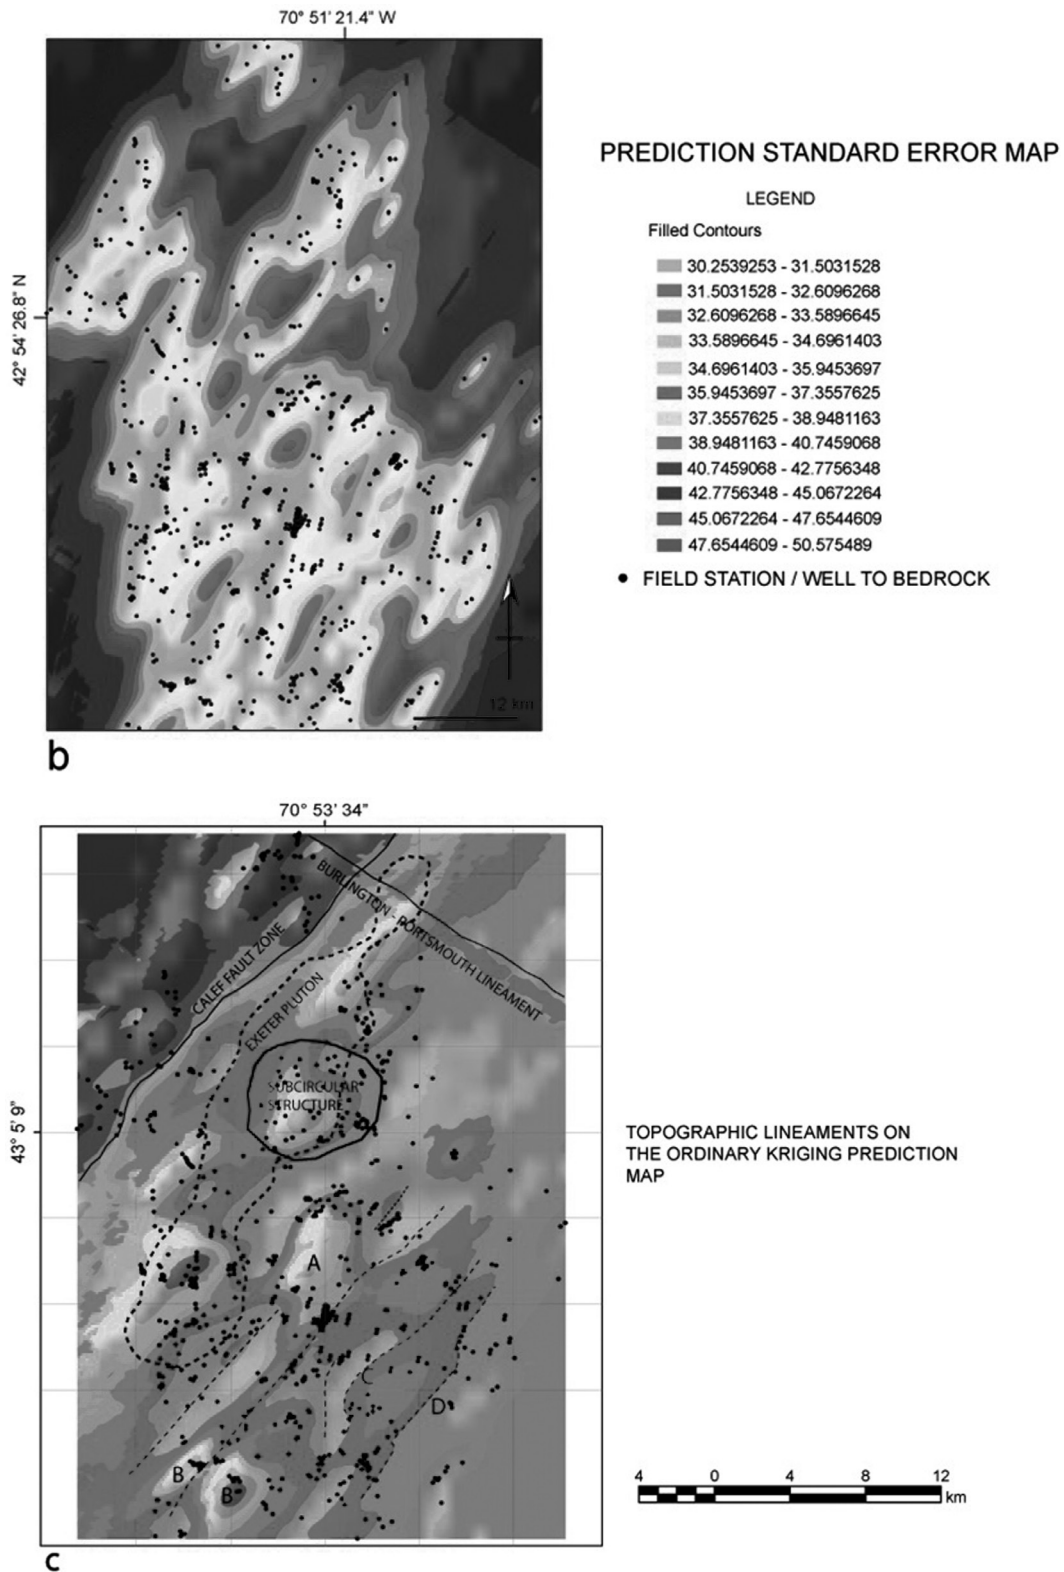 70° 51' 21.4" W
42° 54' 26.8" N
12 km
b
PREDICTION STANDARD ERROR MAP
LEGEND
Filled Contours
30.2539253 - 31.5031528
31.5031528 - 32.6096268
32.6096268 - 33.5896645
33.5896645 - 34.6961403
34.6961403 - 35.9453697
35.9453697 - 37.3557625
37.3557625 - 38.9481163
38.9481163 - 40.7459068
40.7459068 - 42.7756348
42.7756348 - 45.0672264
45.0672264 - 47.6544609
47.6544609 - 50.575489
FIELD STATION / WELL TO BEDROCK
70° 53' 34"
43° 5' 9"
BURLINGTON - PORTSMOUTH LINEAMENT
CALEF FAULT ZONE
EXETER PLUTON
SUBCIRCULAR
STRUCTURE
A
C
D
B
B
TOPOGRAPHIC LINEAMENTS ON
THE ORDINARY KRIGING PREDICTION
MAP
4 0 4 8 12
km
c